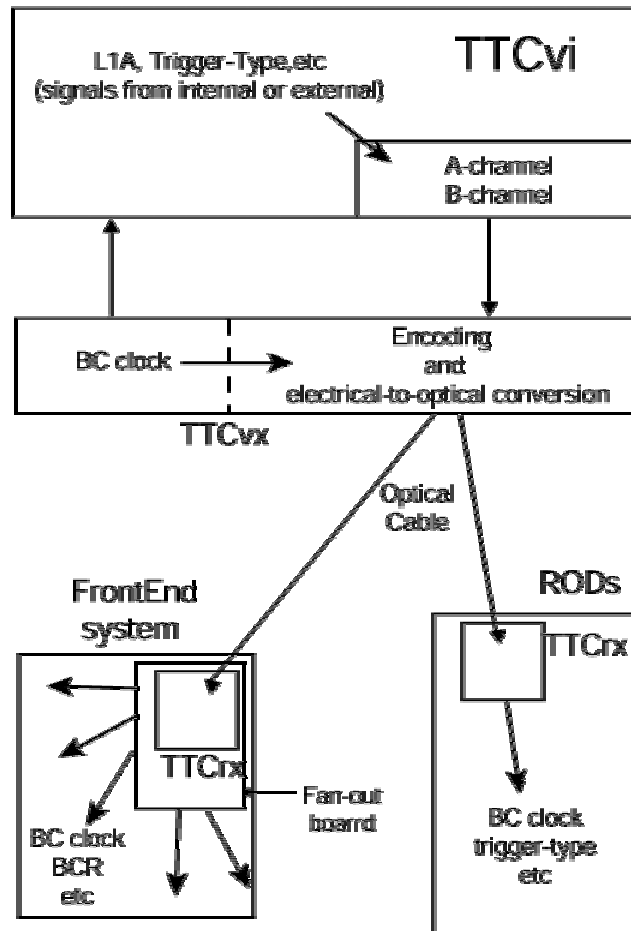 TTCvi
L1A, Trigger-Type,etc
(signals from internal or external)
A-channel
B-channel
BC clock
Encoding
and
electrical-to-optical conversion
TTCvx
Optical
Cable
FrontEnd
system
RODs
TTCrx
TTCrx
Fan-out
board
BC clock
BCR
etc
BC clock
trigger-type
etc